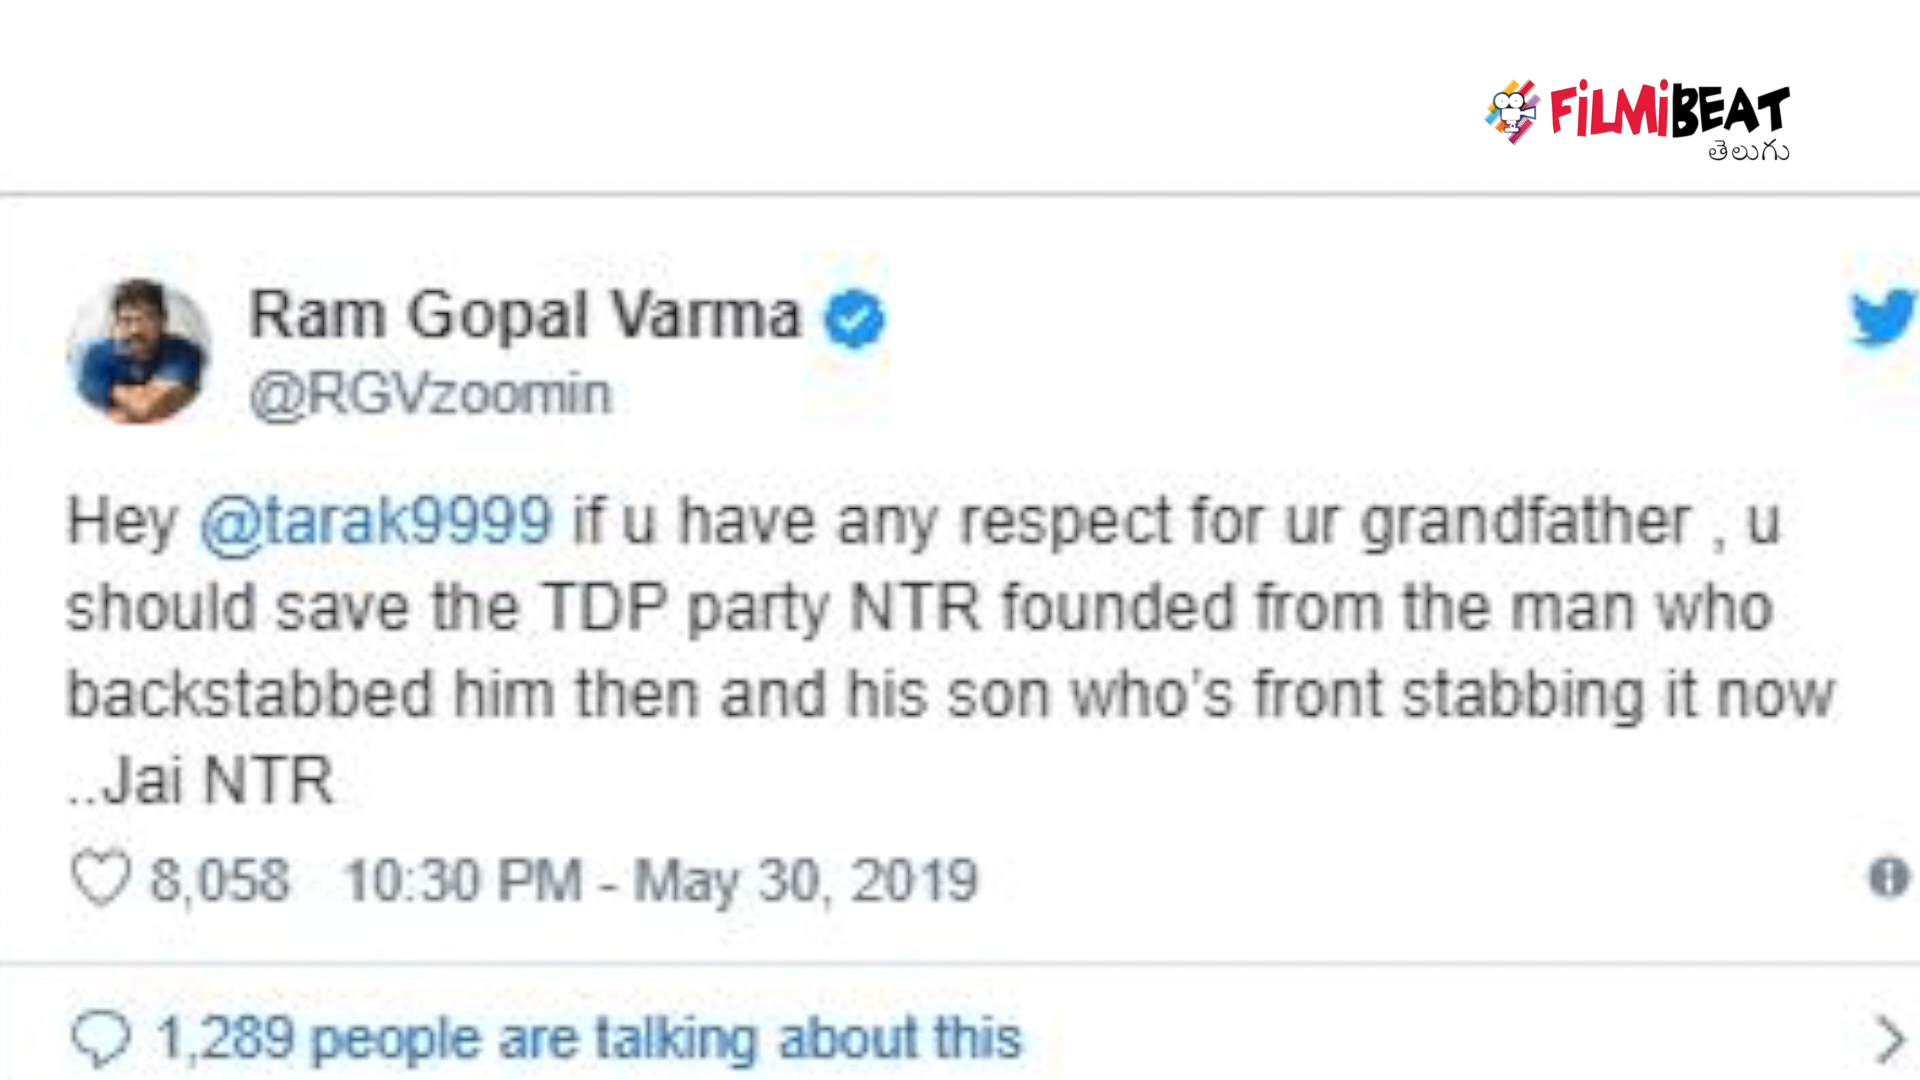 FiLMiBEAT
తెలుగు
Ram Gopal Varma
@RGVzoomin
Hey @tarak9999 if u have any respect for ur grandfather , u
should save the TDP party NTR founded from the man who
backstabbed him then and his son who's front stabbing it now
..Jai NTR
8,058 10:30 PM - May 30, 2019
1,289 people are talking about this